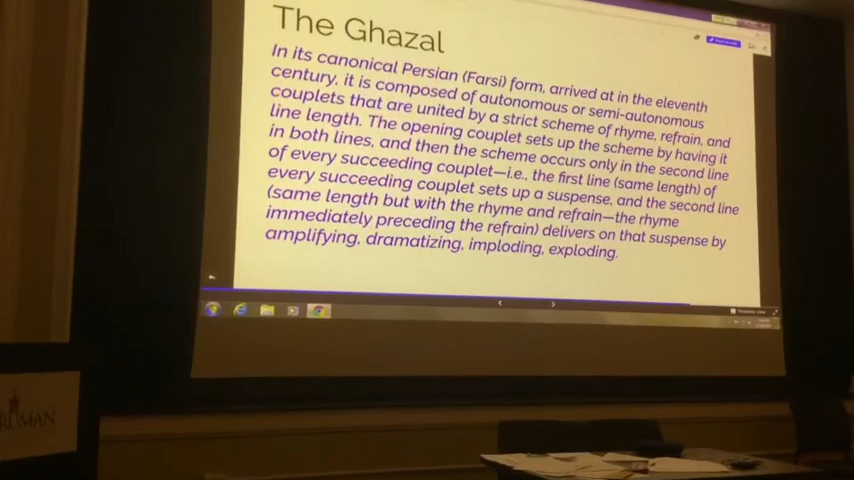 The Ghazal
In its canonical Persian (Farsi) form, arrived at in the eleventh
century, it is composed of autonomous or semi-autonomous
couplets that are united by a strict scheme of rhyme, refrain, and
line length. The opening couplet sets up the scheme by having it
in both lines, and then the scheme occurs only in the second line
of every succeeding couplet—i.e., the first line (same length) of
every succeeding couplet sets up a suspense, and the second line
(same length but with the rhyme and refrain—the rhyme
immediately preceding the refrain) delivers on that suspense by
amplifying, dramatizing, imploding, exploding.
RUMAN